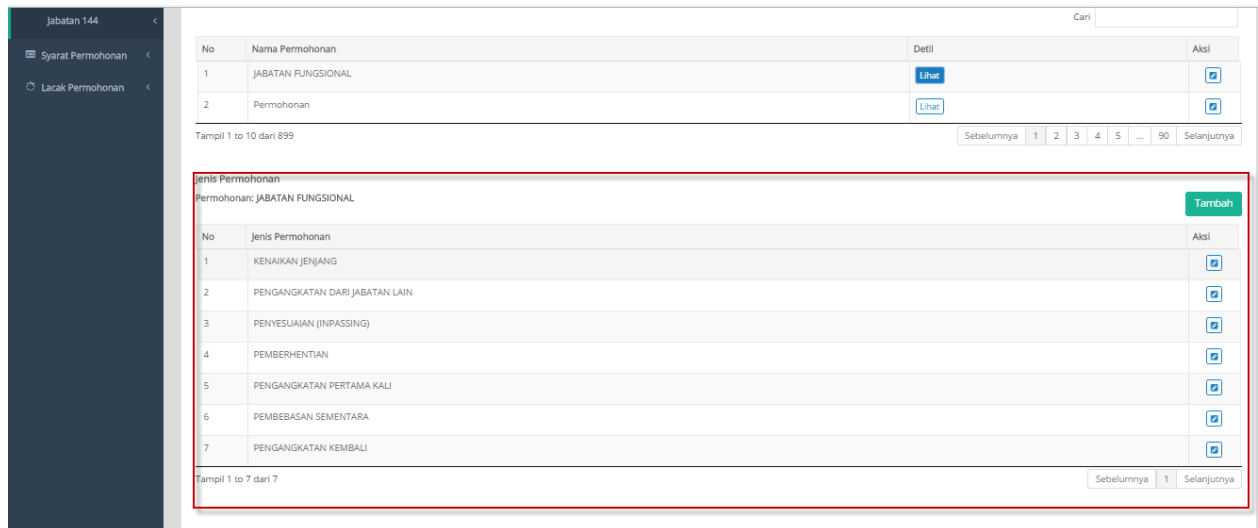 Jabatan 144
Syarat Permohonan
Lacak Permohonan
Cari
No Nama Permohonan Detil Aksi
1 JABATAN FUNGSIONAL Lihat
2 Permohonan Lihat
Tampil 1 to 10 dari 899
Sebelumnya 1 2 3 4 5 ... 90 Selanjutnya
Jenis Permohonan
Permohonan: JABATAN FUNGSIONAL
Tambah
No Jenis Permohonan Aksi
1 KENAIKAN JENJANG
2 PENGANGKATAN DARI JABATAN LAIN
3 PENYESUAIAN (INPASSING)
4 PEMBERHENTIAN
5 PENGANGKATAN PERTAMA KALI
6 PEMBEBASAN SEMENTARA
7 PENGANGKATAN KEMBALI
Tampil 1 to 7 dari 7
Sebelumnya 1 Selanjutnya